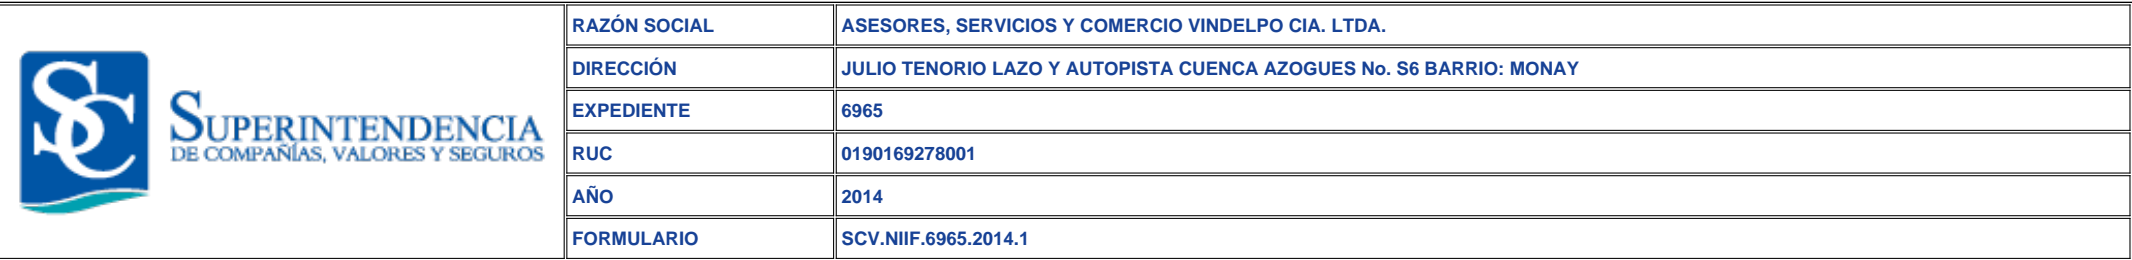 SC
SUPERINTENDENCIA
DE COMPAÑÍAS, VALORES Y SEGUROS
RAZÓN SOCIAL ASESORES, SERVICIOS Y COMERCIO VINDELPO CIA. LTDA.
DIRECCIÓN JULIO TENORIO LAZO Y AUTOPISTA CUENCA AZOGUES No. S6 BARRIO: MONAY
EXPEDIENTE 6965
RUC 0190169278001
AÑO 2014
FORMULARIO SCV.NIIF.6965.2014.1